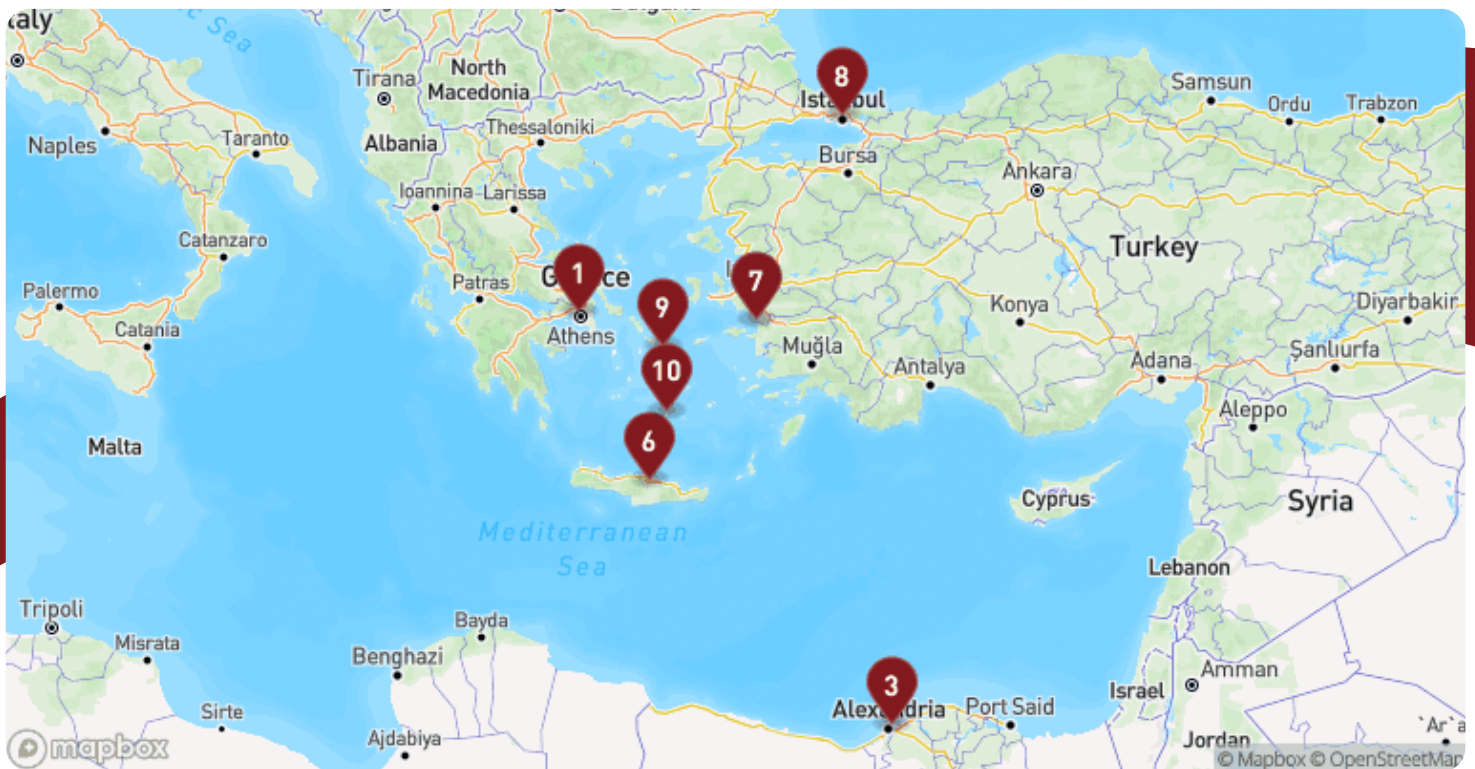 Bulgaria
North
Macedonia
Tirana
Albania
Thessaloniki
Ioannina
Larissa
Naples
Taranto
Catanzaro
Palermo
Catania
Patras
1
Greece
Athens
8
Istanbul
Bursa
Samsun
Ordu
Trabzon
Ankara
Turkey
7
9
10
6
Muğla
Konya
Antalya
Adana
Diyarbakir
Şanlıurfa
Aleppo
Malta
Cyprus
Syria
Mediterranean
Sea
Lebanon
Tripoli
Misrata
Sirte
Bayda
Benghazi
Ajdabiya
3
Alexandria
Port Said
Israel
Amman
Jordan
mapbox
© Mapbox © OpenStreetMap